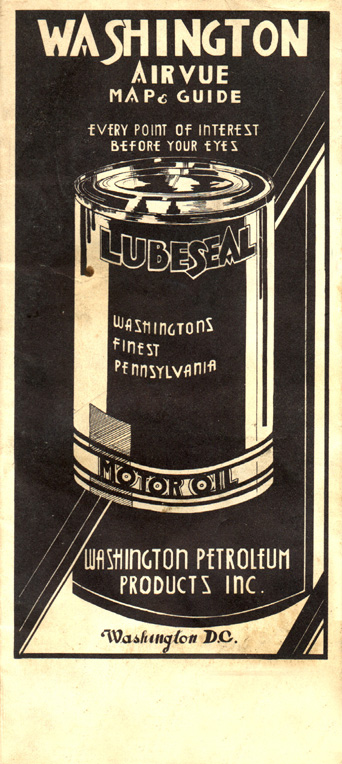 WASHINGTON
AIRVUE
MAP & GUIDE
EVERY POINT OF INTEREST
BEFORE YOUR EYES
LUBESEAL
WASHINGTONS
FINEST
PENNSYLVANIA
MOTOR OIL
WASHINGTON PETROLEUM
PRODUCTS INC.
Washington D.C.